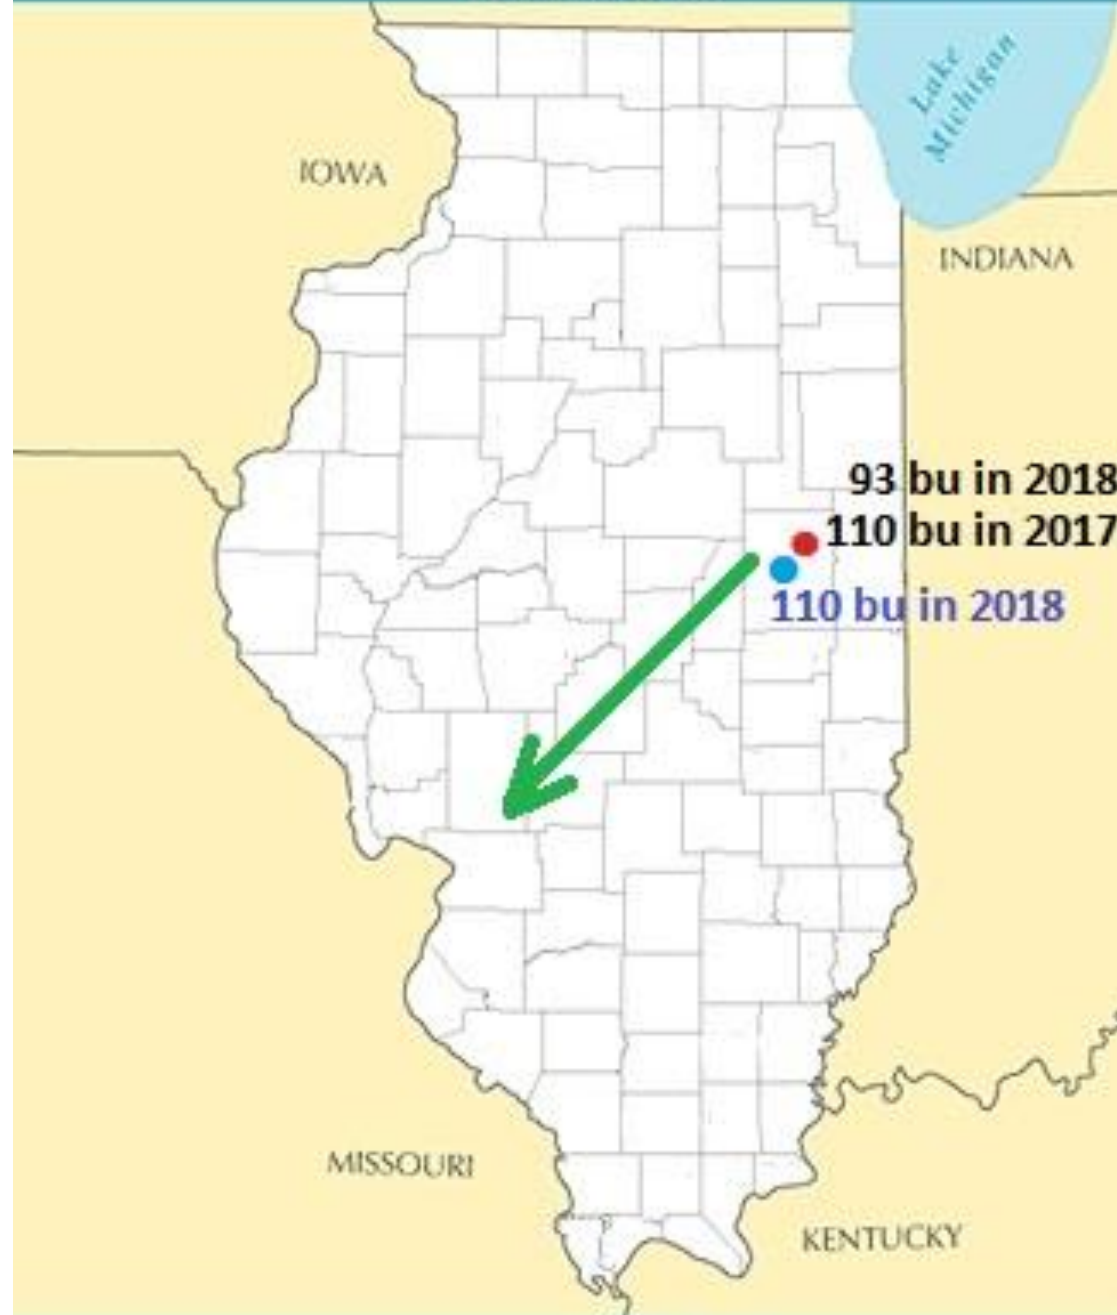 Lake
Michigan
IOWA
INDIANA
93 bu in 2018
110 bu in 2017
110 bu in 2018
MISSOURI
KENTUCKY